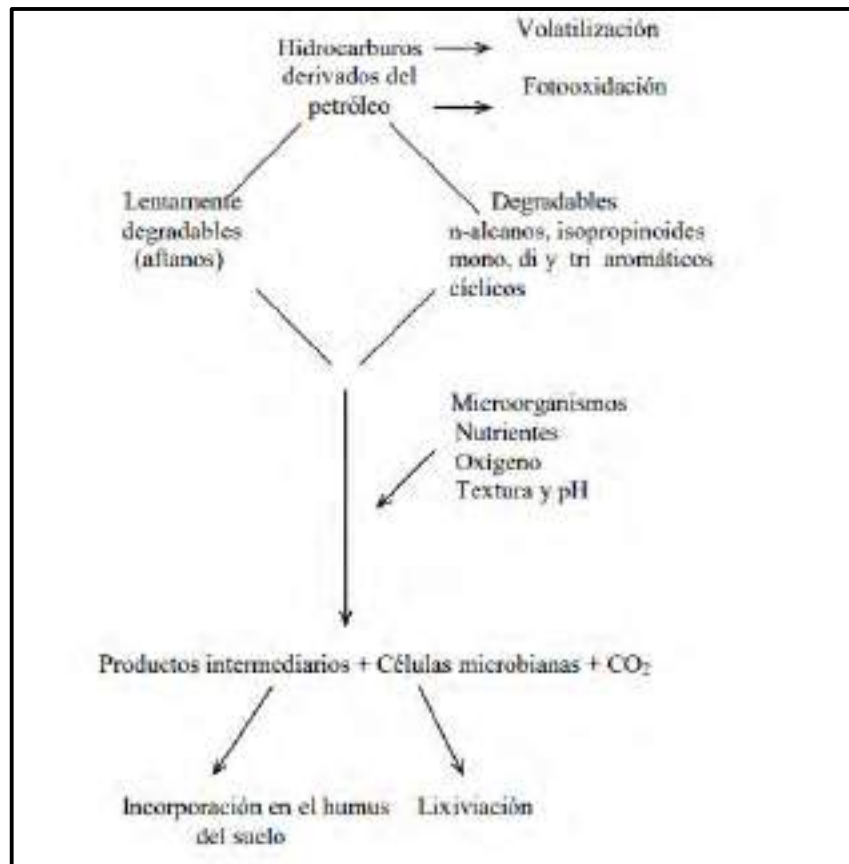 Hidrocarburos
derivados del
petróleo
Volatilización
Fotooxidación
Lentamente
degradables
(aftanos)
Degradables
n-alcanos, isopropinoides
mono, di y tri aromáticos
cíclicos
Microorganismos
Nutrientes
Oxigeno
Textura y pH
Productos intermediarios + Células microbianas + CO₂
Incorporación en el humus
del suelo
Lixiviación